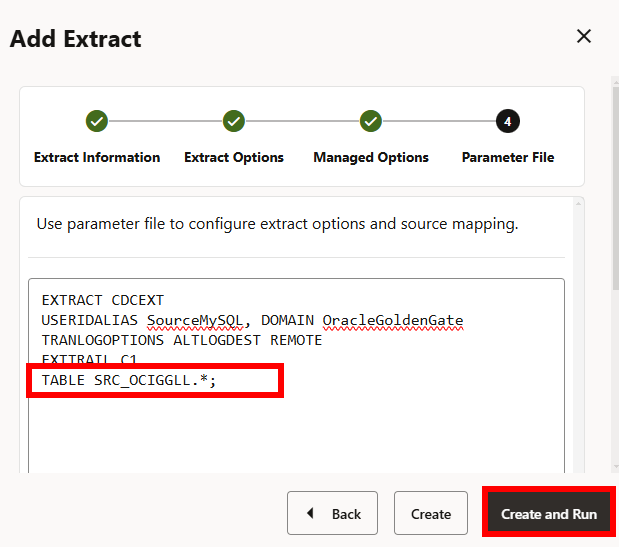 Add Extract
4
Extract Information
Extract Options
Managed Options
Parameter File
Use parameter file to configure extract options and source mapping.
EXTRACT CDCEXT
USERIDALIAS SourceMySQL, DOMAIN OracleGoldenGate
TRANLOGOPTIONS ALTLOGDEST REMOTE
EXTTRAIL C1
TABLE SRC_OCIGGLL.*;
Back
Create
Create and Run